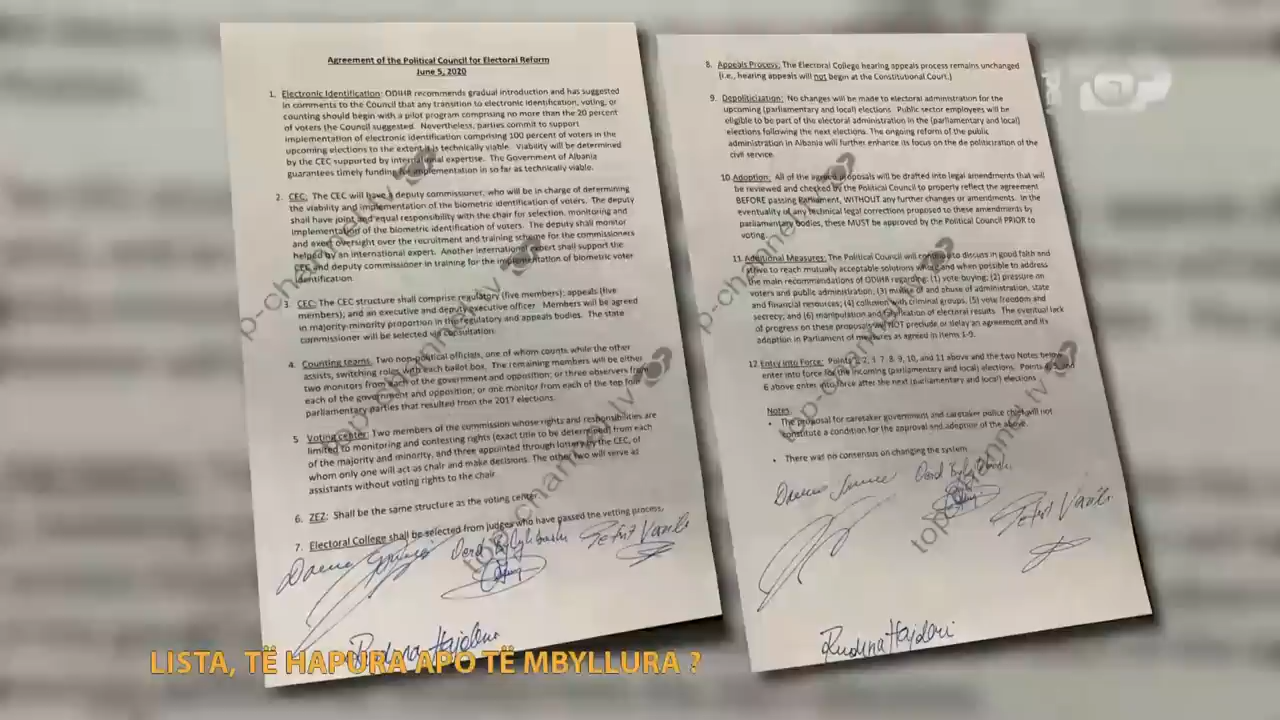 Agreement of the Political Council for Electoral Reform
June 5, 2020
1. Electronic Identification: ODIHR recommends gradual introduction and has suggested
in comments to the Council that any transition to electronic identification, voting, or
counting should begin with a pilot program comprising no more than the 20 percent
of voters the Council suggested. Nevertheless, parties commit to support
implementation of electronic identification comprising 100 percent of voters in the
upcoming elections to the extent it is technically viable. Viability will be determined
by the CEC supported by international expertise. The Government of Albania
guarantees timely funding for implementation in so far as technically viable.
2. CEC: The CEC will have a deputy commissioner, who will be in charge of determining
the viability and implementation of the biometric identification of voters. The deputy
shall have joint and equal responsibility with the chair for selection, monitoring and
implementation of the biometric identification of voters. The deputy shall monitor
and exert oversight over the recruitment and training scheme for the commissioners
helped by an international expert. Another international expert shall support the
CEC and deputy commissioner in training for the implementation of biometric voter
identification.
3. CEC: The CEC structure shall comprise regulatory (five members); appeals (five
members); and an executive and deputy executive officer. Members will be agreed
in majority-minority proportion in the regulatory and appeals bodies. The state
commissioner will be selected via consultation.
4. Counting teams. Two non-political officials, one of whom counts while the other
assists, switching roles with each ballot box. The remaining members will be either
two monitors from each of the government and opposition; or three observers from
each of the government and opposition; or one monitor from each of the top four
parliamentary parties that resulted from the 2017 elections.
5. Voting center: Two members of the commission whose rights and responsibilities are
limited to monitoring and contesting rights (exact title to be determined) from each
of the majority and minority, and three appointed through lottery by the CEC, of
whom only one will act as chair and make decisions. The other two will serve as
assistants without voting rights to the chair.
6. ZEZ: Shall be the same structure as the voting center.
7. Electoral College shall be selected from judges who have passed the vetting process.
Oerd Bylykbashi
Petrit Vasili
Rudina Hajdari
8. Appeals Process: The Electoral College hearing appeals process remains unchanged
(i.e., hearing appeals will not begin at the Constitutional Court.)
9. Depoliticization: No changes will be made to electoral administration for the
upcoming (parliamentary and local) elections. Public sector employees will be
eligible to be part of the electoral administration in the (parliamentary and local)
elections following the next elections. The ongoing reform of the public
administration in Albania will further enhance its focus on the de politicization of the
civil service.
10. Adoption: All of the agreed proposals will be drafted into legal amendments that will
be reviewed and checked by the Political Council to properly reflect the agreement
BEFORE passing Parliament, WITHOUT any further changes or amendments. In the
eventuality of any technical legal corrections proposed to these amendments by
parliamentary bodies, these MUST be approved by the Political Council PRIOR to
voting.
11. Additional Measures: The Political Council will continue to discuss in good faith and
strive to reach mutually acceptable solutions where and when possible to address
the main recommendations of ODIHR regarding: (1) vote buying; (2) pressure on
voters and public administration; (3) misuse of and abuse of administration, state
and financial resources; (4) collusion with criminal groups, (5) vote freedom and
secrecy; and (6) manipulation and falsification of electoral results. The eventual lack
of progress on these proposals will NOT preclude or delay an agreement and its
adoption in Parliament of measures as agreed in items 1-9.
12. Entry into Force: Points 1, 2, 3, 7, 8, 9, 10, and 11 above and the two Notes below
enter into force for the incoming (parliamentary and local) elections. Points 4, 5, and
6 above enter into force after the next (parliamentary and local) elections
Notes
• The proposal for caretaker government and caretaker police chief will not
constitute a condition for the approval and adoption of the above.
• There was no consensus on changing the system
Oerd Bylykbashi
Petrit Vasili
Rudina Hajdari
top-channel.tv
top-channel.tv
top-channel.tv
top-channel.tv
top-channel.tv
top-channel.tv
LISTA, TË HAPURA APO TË MBYLLURA ?